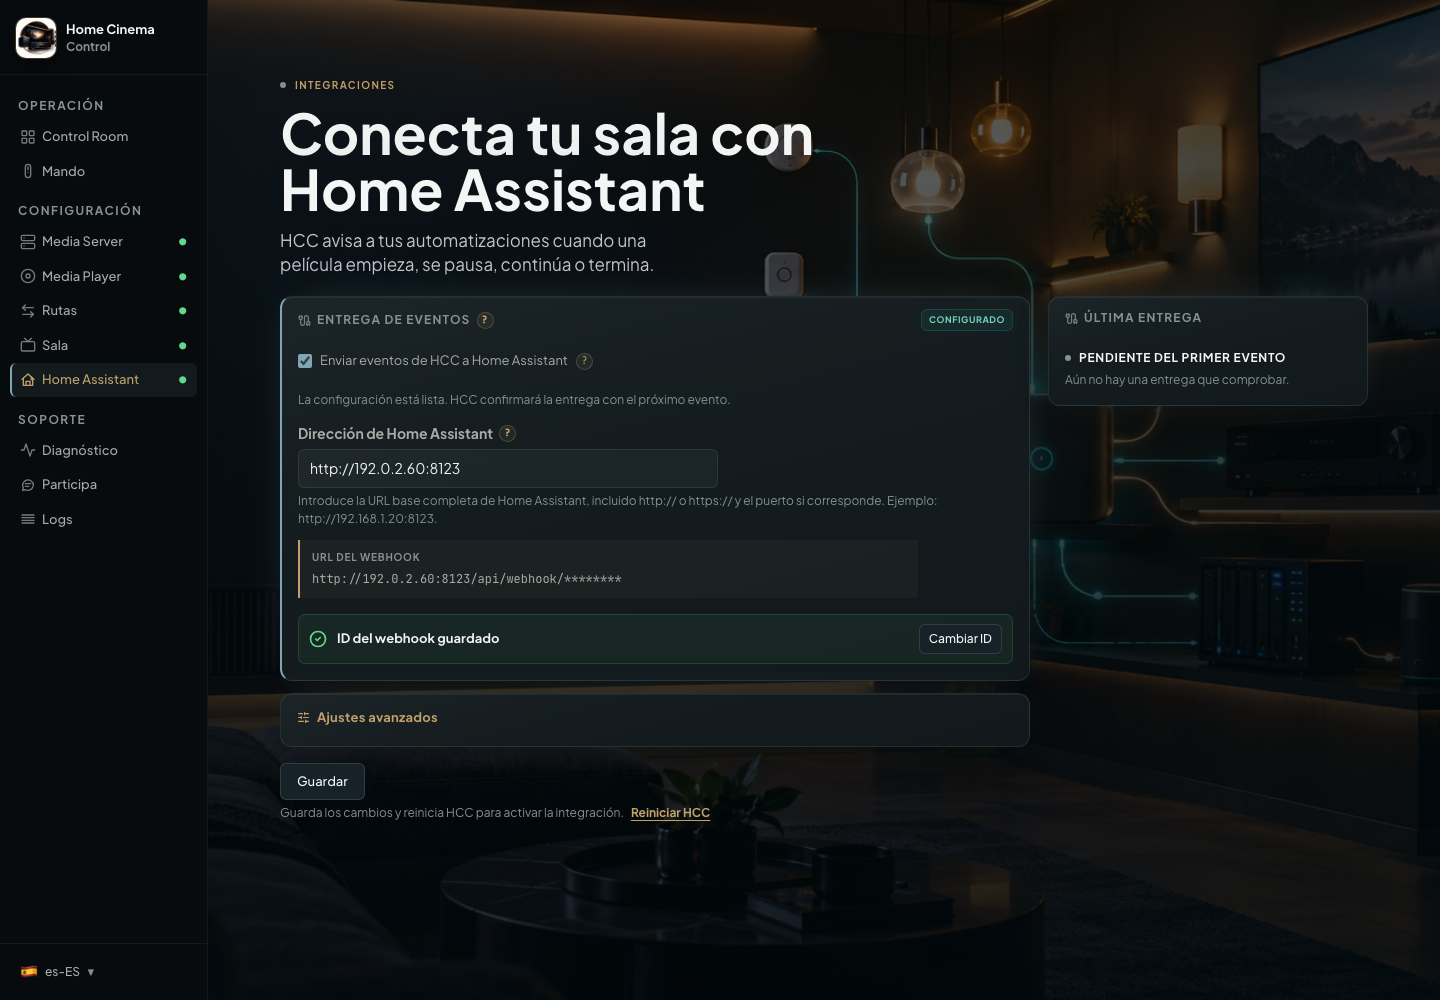 Home Cinema
Control
OPERACIÓN
Control Room
Mando
CONFIGURACIÓN
Media Server
Media Player
Rutas
Sala
Home Assistant
SOPORTE
Diagnóstico
Participa
Logs
es-ES ▾
INTEGRACIONES
Conecta tu sala con
Home Assistant
HCC avisa a tus automatizaciones cuando una
película empieza, se pausa, continúa o termina.
ENTREGA DE EVENTOS ?
CONFIGURADO
Enviar eventos de HCC a Home Assistant ?
La configuración está lista. HCC confirmará la entrega con el próximo evento.
Dirección de Home Assistant ?
http://192.0.2.60:8123
Introduce la URL base completa de Home Assistant, incluido http:// o https:// y el puerto si corresponde. Ejemplo:
http://192.168.1.20:8123.
URL DEL WEBHOOK
http://192.0.2.60:8123/api/webhook/********
ID del webhook guardado
Cambiar ID
Ajustes avanzados
Guardar
Guarda los cambios y reinicia HCC para activar la integración. Reiniciar HCC
ÚLTIMA ENTREGA
PENDIENTE DEL PRIMER EVENTO
Aún no hay una entrega que comprobar.